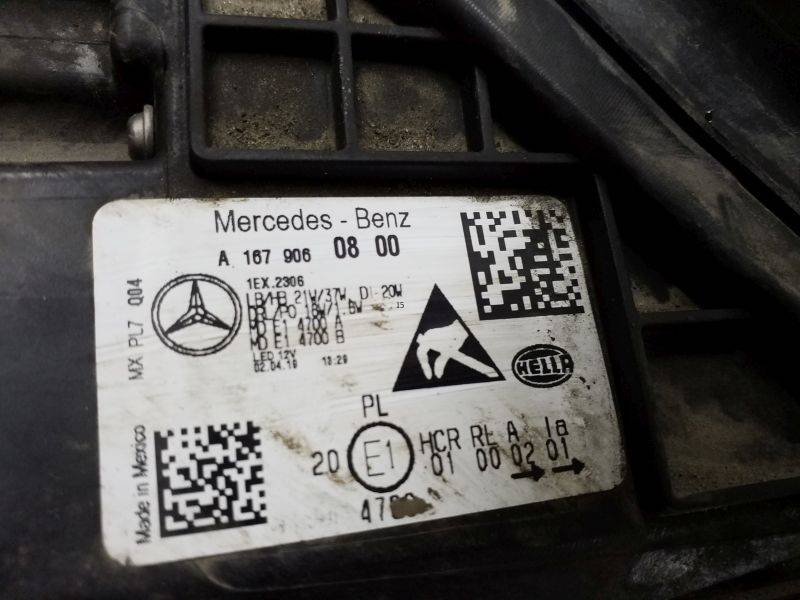 Mercedes - Benz
A 167 906 08 00
1EX.2306
LB/HB 21W/37W, DI-20W
DRL/PO 18W/1.6W
MD E1 4700 A
MD E1 4700 B
LED 12V
02.04.19 13:29
MX PL7 Q04
HELLA
Made in Mexico
PL
20 E1 HCR RL A Ia
01 00 02 01